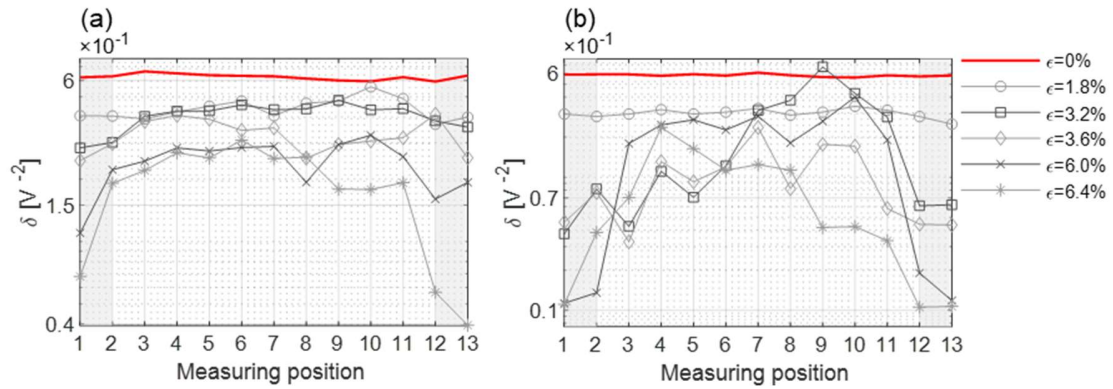 (a)
×10⁻¹
6
1.5
0.4
δ [V⁻²]
1 2 3 4 5 6 7 8 9 10 11 12 13
Measuring position
(b)
×10⁻¹
6
0.7
0.1
δ [V⁻²]
1 2 3 4 5 6 7 8 9 10 11 12 13
Measuring position
ϵ=0%
ϵ=1.8%
ϵ=3.2%
ϵ=3.6%
ϵ=6.0%
ϵ=6.4%